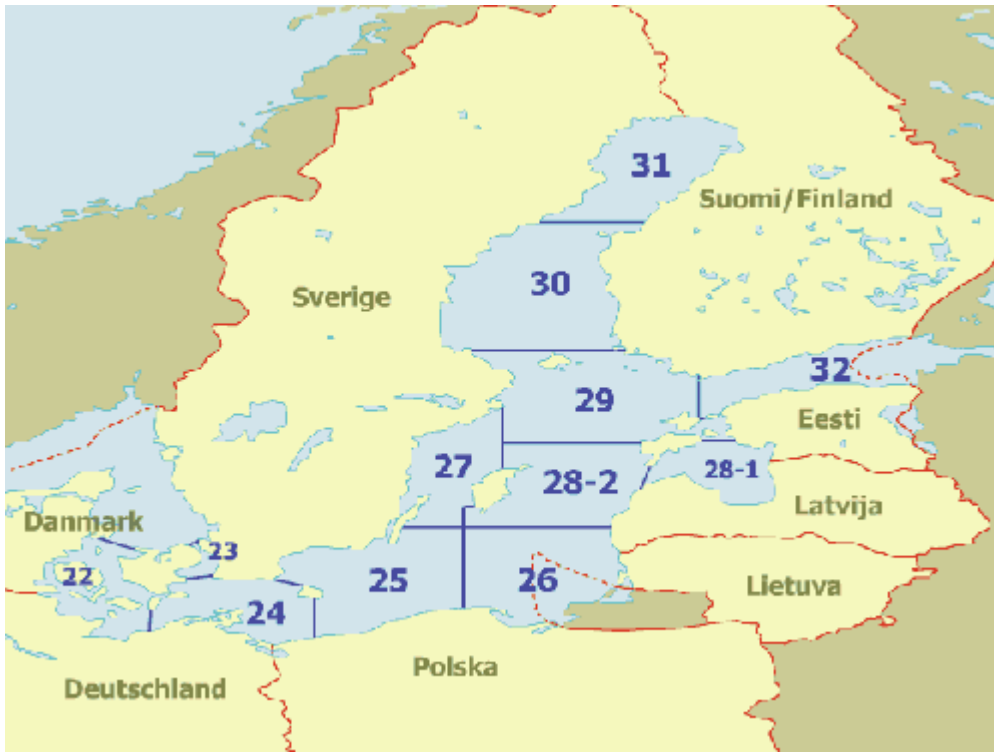 31
Suomi/Finland
30
Sverige
32
29
Eesti
27
28-2
28-1
Latvija
Danmark
23
22
25
26
Lietuva
24
Polska
Deutschland